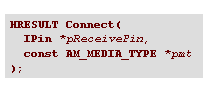 HRESULT Connect(
IPin *pReceivePin,
const AM_MEDIA_TYPE *pmt
);